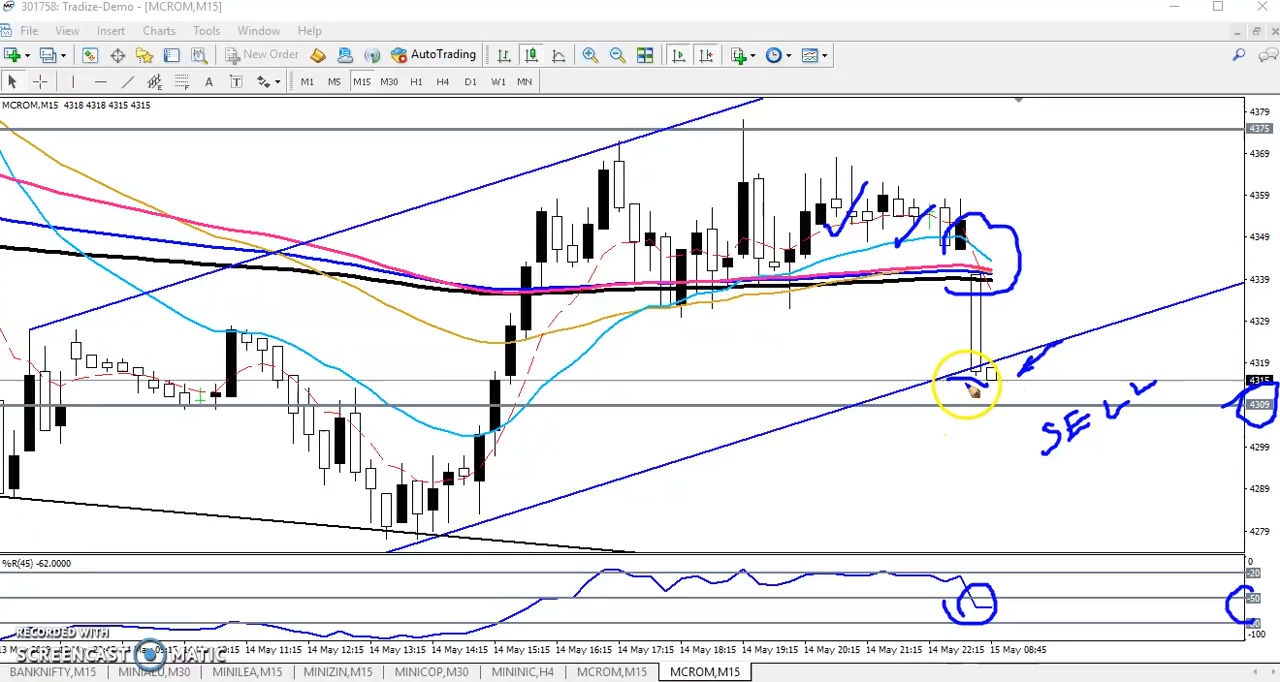 301758: Tradize-Demo - [MCROM,M15]
File View Insert Charts Tools Window Help
New Order AutoTrading
A T M1 M5 M15 M30 H1 H4 D1 W1 MN
MCROM,M15 4318 4318 4315 4315
4379
4375
4369
4359
4349
4339
4329
4319
4315
4309
SELL
4299
4289
4279
%R(45) -62.0000
0
-20
-50
-100
RECORDED WITH
SCREENCAST MATIC
14 May 11:15 14 May 12:15 14 May 13:15 14 May 14:15 14 May 15:15 14 May 16:15 14 May 17:15 14 May 18:15 14 May 19:15 14 May 20:15 14 May 21:15 14 May 22:15 15 May 08:45
BANKNIFTY,M15 MINIALU,M30 MINILEA,M15 MINIZIN,M15 MINICOP,M30 MININIC,H4 MCROM,M15 MCROM,M15